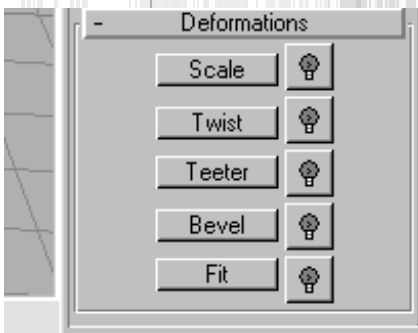 - Deformations
Scale
Twist
Teeter
Bevel
Fit